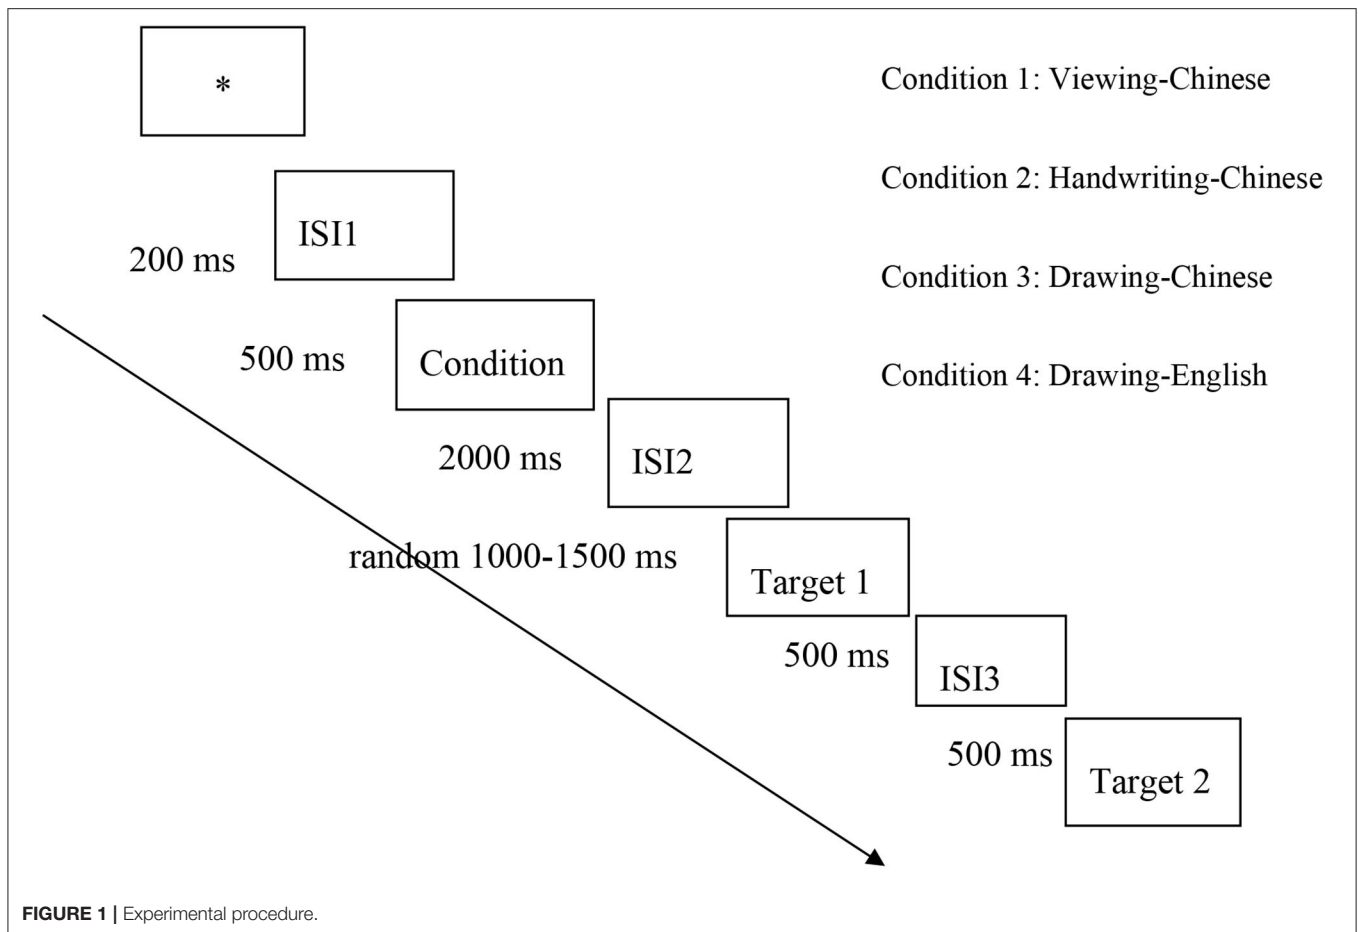 *
Condition 1: Viewing-Chinese
Condition 2: Handwriting-Chinese
ISI1
200 ms
Condition 3: Drawing-Chinese
500 ms
Condition
Condition 4: Drawing-English
2000 ms
ISI2
random 1000-1500 ms
Target 1
500 ms
ISI3
500 ms
Target 2
FIGURE 1 | Experimental procedure.